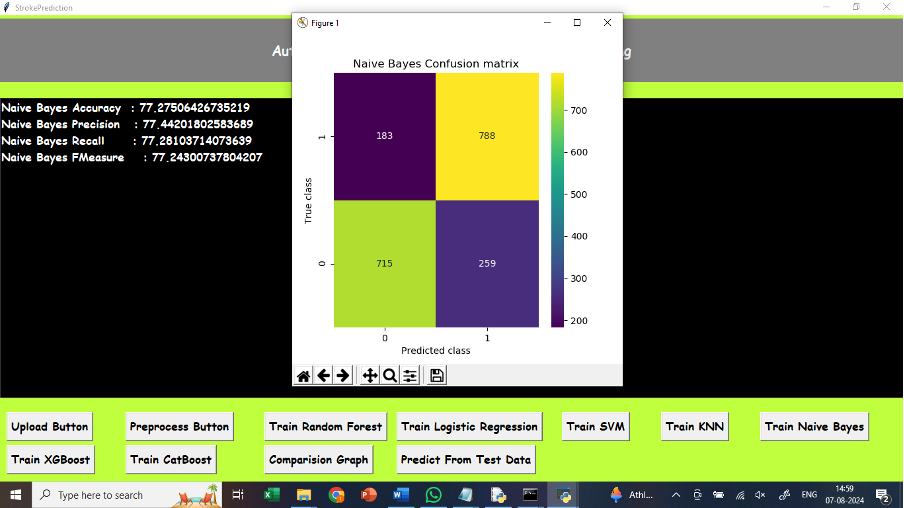 StrokePrediction
Figure 1
Naive Bayes Accuracy : 77.27506426735219
Naive Bayes Precision : 77.44201802583689
Naive Bayes Recall : 77.28103714073639
Naive Bayes FMeasure : 77.24300737804207
Naive Bayes Confusion matrix
183
788
715
259
1
0
True class
0
1
Predicted class
700
600
500
400
300
200
Upload Button
Preprocess Button
Train Random Forest
Train Logistic Regression
Train SVM
Train KNN
Train Naive Bayes
Train XGBoost
Train CatBoost
Comparision Graph
Predict From Test Data
Type here to search
Athl...
ENG
14:59
07-08-2024
2